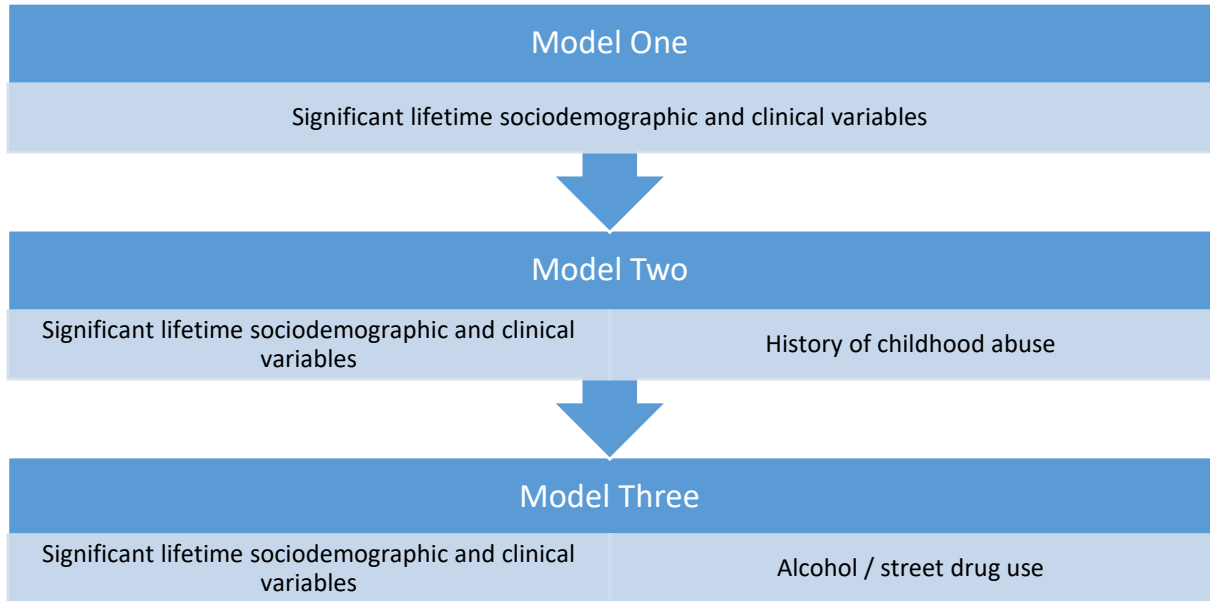 Model One
Significant lifetime sociodemographic and clinical variables
Model Two
Significant lifetime sociodemographic and clinical
variables
History of childhood abuse
Model Three
Significant lifetime sociodemographic and clinical
variables
Alcohol / street drug use